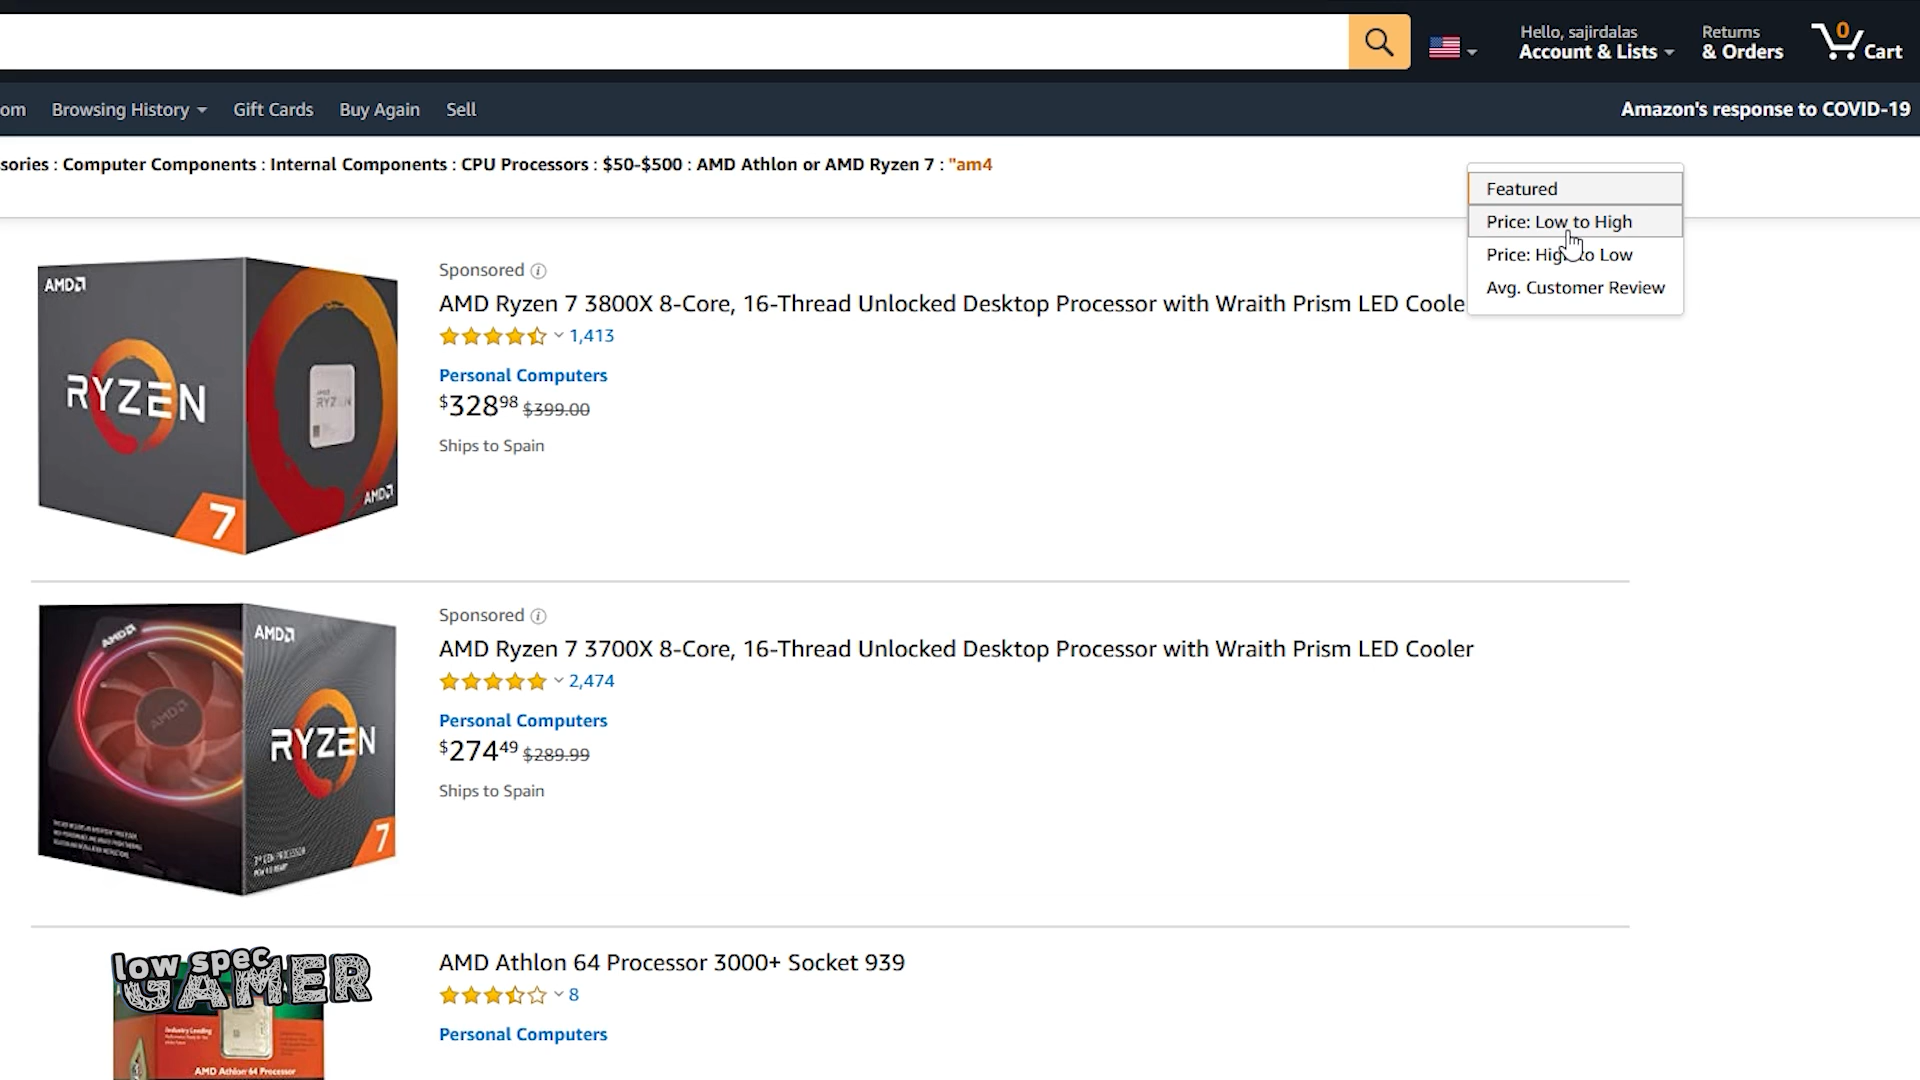 Hello, sajirdalas
Account & Lists
Returns
& Orders
0
Cart
om
Browsing History
Gift Cards
Buy Again
Sell
Amazon's response to COVID-19
sories : Computer Components : Internal Components : CPU Processors : $50-$500 : AMD Athlon or AMD Ryzen 7 : "am4
Featured
Price: Low to High
Price: High to Low
Avg. Customer Review
AMD
RYZEN
7
RYZEN
AMD
Sponsored
AMD Ryzen 7 3800X 8-Core, 16-Thread Unlocked Desktop Processor with Wraith Prism LED Coole
1,413
Personal Computers
$328 98 $399.00
Ships to Spain
AMD
AMD
AMD
RYZEN
7
Sponsored
AMD Ryzen 7 3700X 8-Core, 16-Thread Unlocked Desktop Processor with Wraith Prism LED Cooler
2,474
Personal Computers
$274 49 $289.99
Ships to Spain
low spec
GAMER
Industry Leading
AMD Athlon 64 Processor
AMD Athlon 64 Processor 3000+ Socket 939
8
Personal Computers